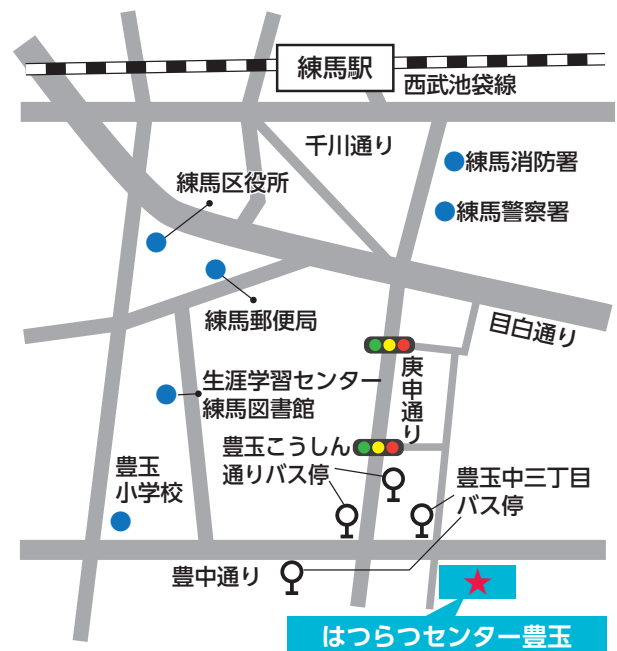 練馬駅
西武池袋線
千川通り
練馬消防署
練馬区役所
練馬警察署
練馬郵便局
目白通り
庚申通り
生涯学習センター
練馬図書館
豊玉こうしん
通りバス停
豊玉
小学校
豊玉中三丁目
バス停
豊中通り
はつらつセンター豊玉